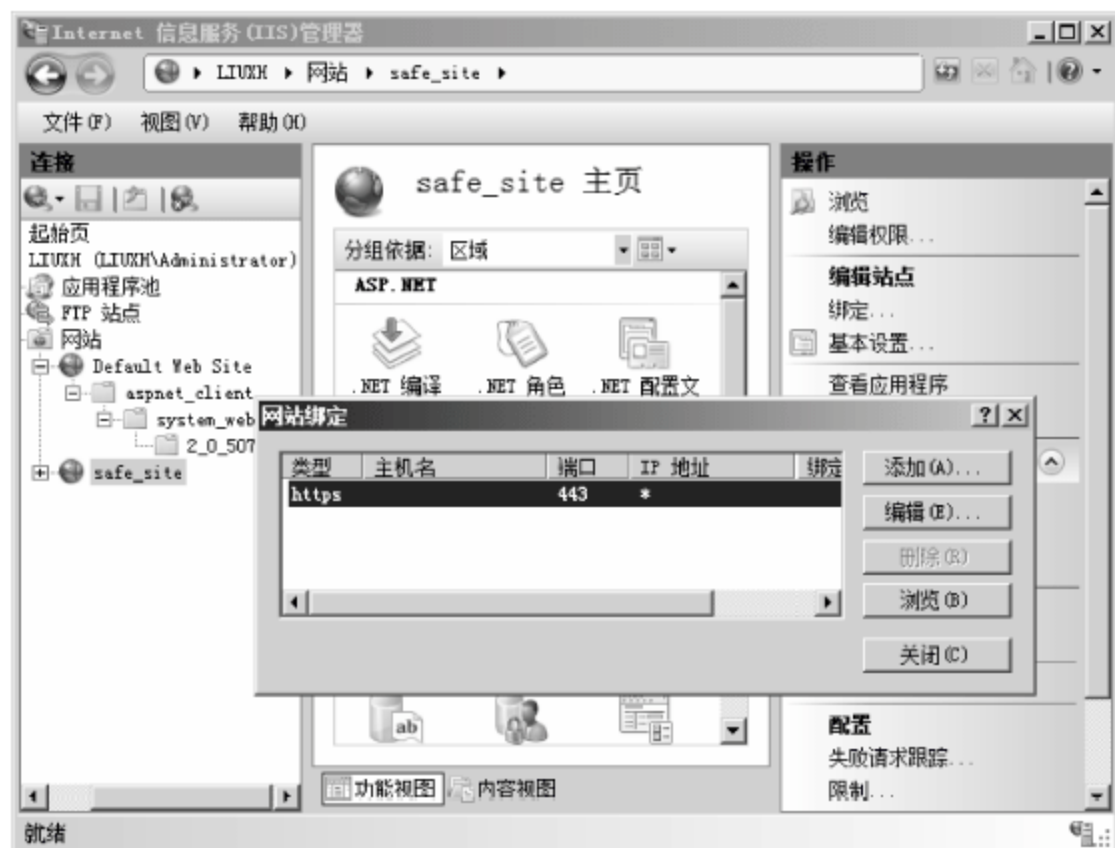 Internet 信息服务(IIS)管理器
LIUXH 网站 safe_site
文件(F) 视图(V) 帮助(H)
连接
起始页
LIUXH (LIUXH\Administrator)
应用程序池
FTP 站点
网站
Default Web Site
aspnet_client
system_web
2_0_507
safe_site
safe_site 主页
分组依据: 区域
ASP.NET
.NET 编译 .NET 角色 .NET 配置文
ab
功能视图 内容视图
操作
浏览
编辑权限...
编辑站点
绑定...
基本设置...
查看应用程序
网站绑定
类型 主机名 端口 IP 地址 绑定
https 443 *
添加(A)...
编辑(E)...
删除(R)
浏览(B)
关闭(C)
配置
失败请求跟踪...
限制...
就绪